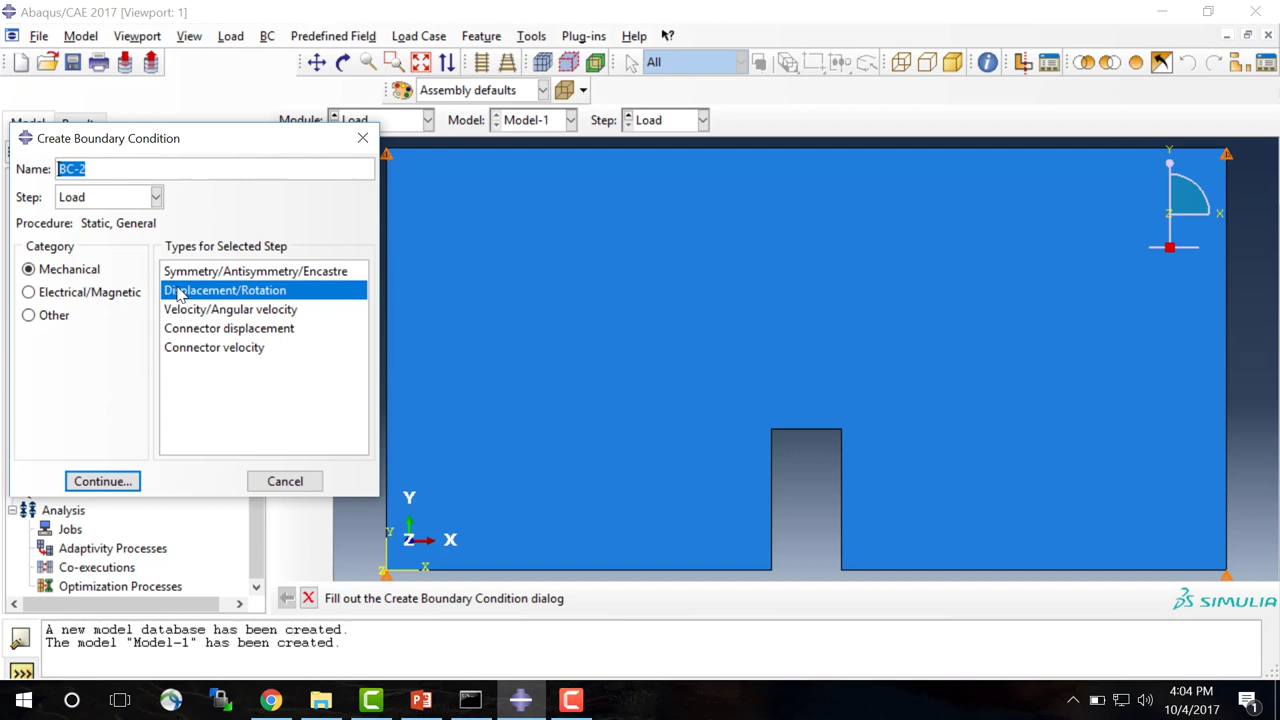 Abaqus/CAE 2017 [Viewport: 1]
File Model Viewport View Load BC Predefined Field Load Case Feature Tools Plug-ins Help
All
Assembly defaults
Module: Load Model: Model-1 Step: Load
Create Boundary Condition
Name: BC-2
Step: Load
Procedure: Static, General
Category Types for Selected Step
Mechanical
Electrical/Magnetic
Other
Symmetry/Antisymmetry/Encastre
Displacement/Rotation
Velocity/Angular velocity
Connector displacement
Connector velocity
Continue... Cancel
Y
Z X
Y
Z X
Y
Z X
Analysis
Jobs
Adaptivity Processes
Co-executions
Optimization Processes
Fill out the Create Boundary Condition dialog
SIMULIA
A new model database has been created.
The model "Model-1" has been created.
>>>
4:04 PM
10/4/2017
1